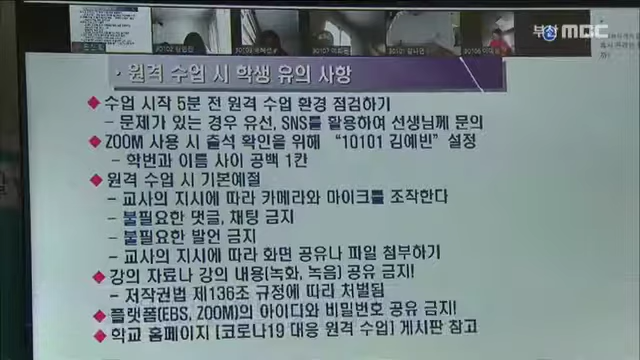 부산MBC
· 원격 수업 시 학생 유의 사항
◆ 수업 시작 5분 전 원격 수업 환경 점검하기
- 문제가 있는 경우 유선, SNS를 활용하여 선생님께 문의
◆ ZOOM 사용 시 출석 확인을 위해 "10101 김예빈" 설정
- 학번과 이름 사이 공백 1칸
◆ 원격 수업 시 기본예절
- 교사의 지시에 따라 카메라와 마이크를 조작한다
- 불필요한 댓글, 채팅 금지
- 불필요한 발언 금지
- 교사의 지시에 따라 화면 공유나 파일 첨부하기
◆ 강의 자료나 강의 내용(녹화, 녹음) 공유 금지!
- 저작권법 제136조 규정에 따라 처벌됨
◆ 플랫폼(EBS, ZOOM)의 아이디와 비밀번호 공유 금지!
◆ 학교 홈페이지 [코로나19 대응 원격 수업] 게시판 참고